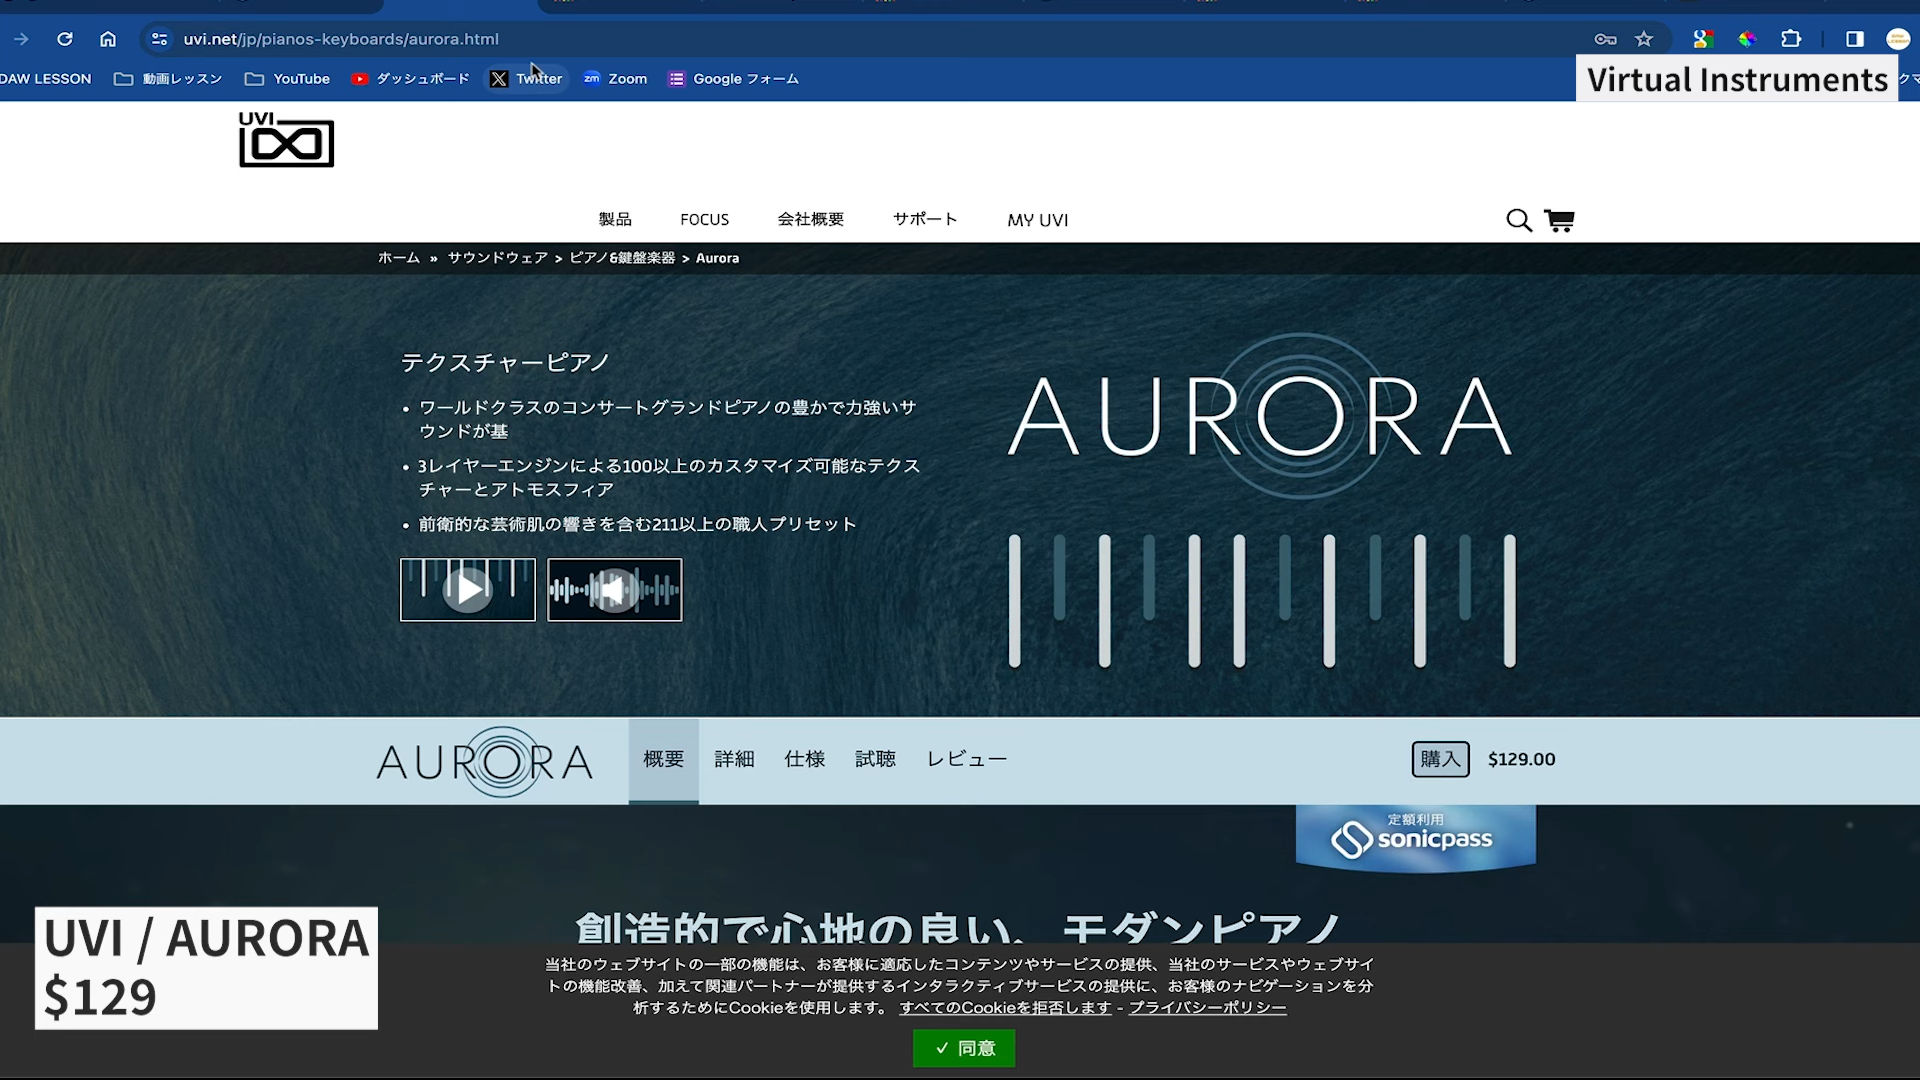 uvi.net/jp/pianos-keyboards/aurora.html
DAW LESSON
動画レッスン
YouTube
ダッシュボード
Twitter
zm Zoom
Google フォーム
Virtual Instruments
UVI
製品
FOCUS
会社概要
サポート
MY UVI
ホーム » サウンドウェア > ピアノ&鍵盤楽器 > Aurora
テクスチャーピアノ
• ワールドクラスのコンサートグランドピアノの豊かで力強いサ
ウンドが基
• 3レイヤーエンジンによる100以上のカスタマイズ可能なテクス
チャーとアトモスフィア
• 前衛的な芸術肌の響きを含む211以上の職人プリセット
AURORA
AURORA
概要
詳細
仕様
試聴
レビュー
購入
$129.00
定額利用
sonicpass
創造的で心地の良い、モダンピアノ
UVI / AURORA
$129
当社のウェブサイトの一部の機能は、お客様に適応したコンテンツやサービスの提供、当社のサービスやウェブサイ
トの機能改善、加えて関連パートナーが提供するインタラクティブサービスの提供に、お客様のナビゲーションを分
析するためにCookieを使用します。 すべてのCookieを拒否します - プライバシーポリシー
✓ 同意